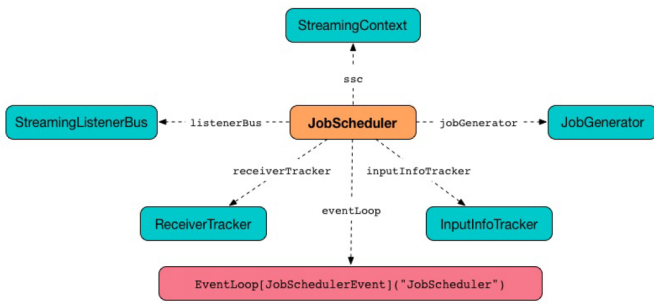 StreamingContext
ssc
StreamingListenerBus
listenerBus
JobScheduler
jobGenerator
JobGenerator
receiverTracker
inputInfoTracker
eventLoop
ReceiverTracker
InputInfoTracker
EventLoop[JobSchedulerEvent]("JobScheduler")